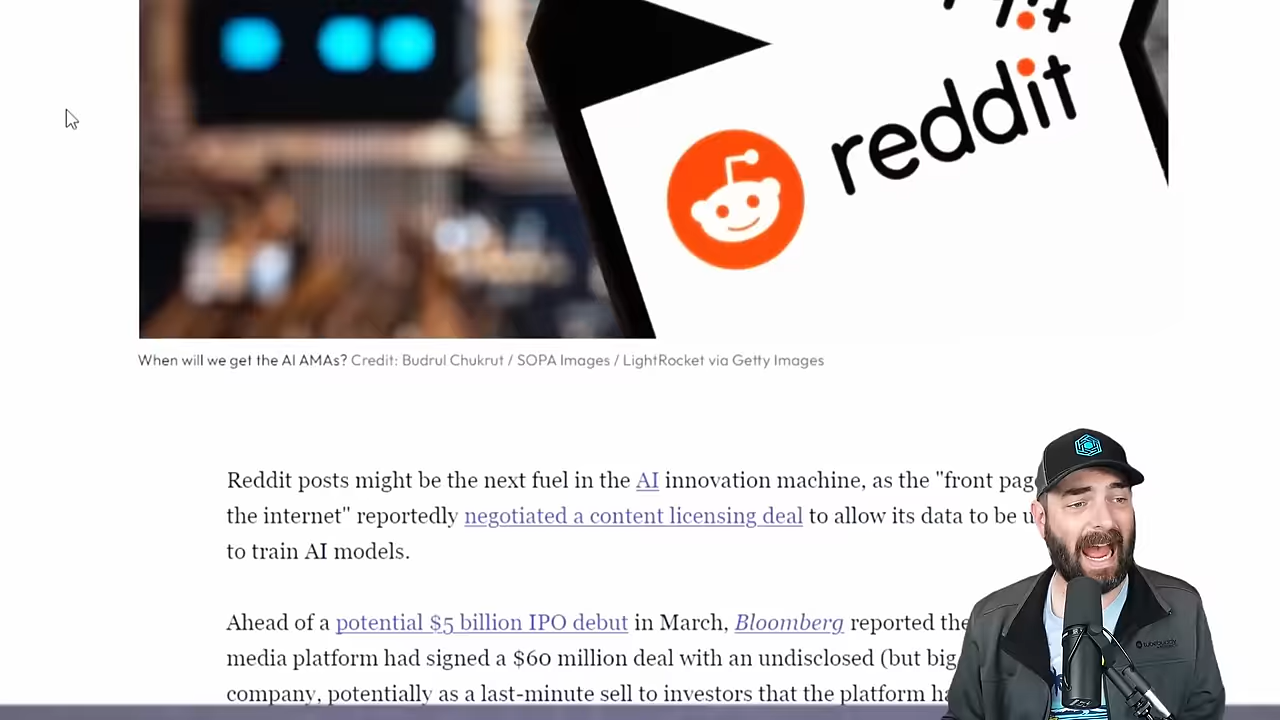 reddit
When will we get the AI AMAs? Credit: Budrul Chukrut / SOPA Images / LightRocket via Getty Images
Reddit posts might be the next fuel in the AI innovation machine, as the "front pag
the internet" reportedly negotiated a content licensing deal to allow its data to be u
to train AI models.
Ahead of a potential $5 billion IPO debut in March, Bloomberg reported the
media platform had signed a $60 million deal with an undisclosed (but big
company, potentially as a last-minute sell to investors that the platform ha
tubebuddy